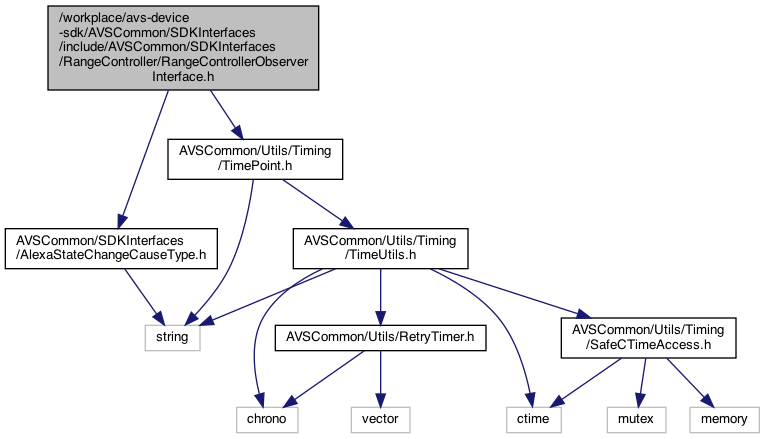 /workplace/avs-device
-sdk/AVSCommon/SDKInterfaces
/include/AVSCommon/SDKInterfaces
/RangeController/RangeControllerObserver
Interface.h
AVSCommon/Utils/Timing
/TimePoint.h
AVSCommon/SDKInterfaces
/AlexaStateChangeCauseType.h
AVSCommon/Utils/Timing
/TimeUtils.h
string
AVSCommon/Utils/RetryTimer.h
AVSCommon/Utils/Timing
/SafeCTimeAccess.h
chrono
vector
ctime
mutex
memory